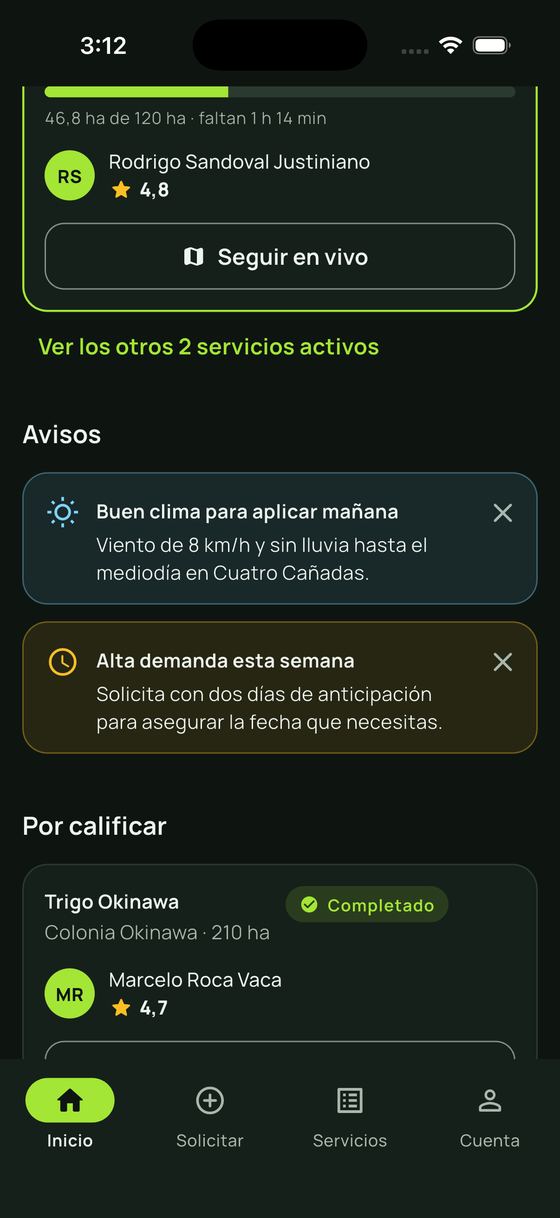 3:12
46,8 ha de 120 ha · faltan 1 h 14 min
RS
Rodrigo Sandoval Justiniano
4,8
Seguir en vivo
Ver los otros 2 servicios activos
Avisos
Buen clima para aplicar mañana
Viento de 8 km/h y sin lluvia hasta el
mediodía en Cuatro Cañadas.
Alta demanda esta semana
Solicita con dos días de anticipación
para asegurar la fecha que necesitas.
Por calificar
Trigo Okinawa
Completado
Colonia Okinawa · 210 ha
MR
Marcelo Roca Vaca
4,7
Inicio
Solicitar
Servicios
Cuenta